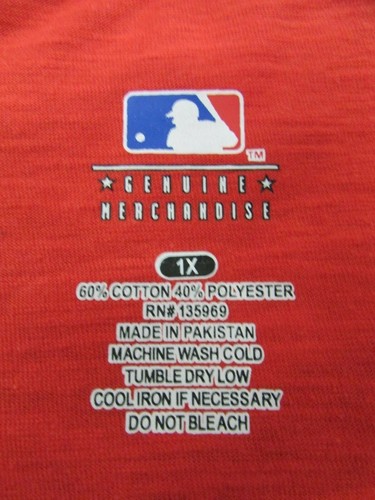 TM
GENUINE
MERCHANDISE
1X
60% COTTON 40% POLYESTER
RN# 135969
MADE IN PAKISTAN
MACHINE WASH COLD
TUMBLE DRY LOW
COOL IRON IF NECESSARY
DO NOT BLEACH